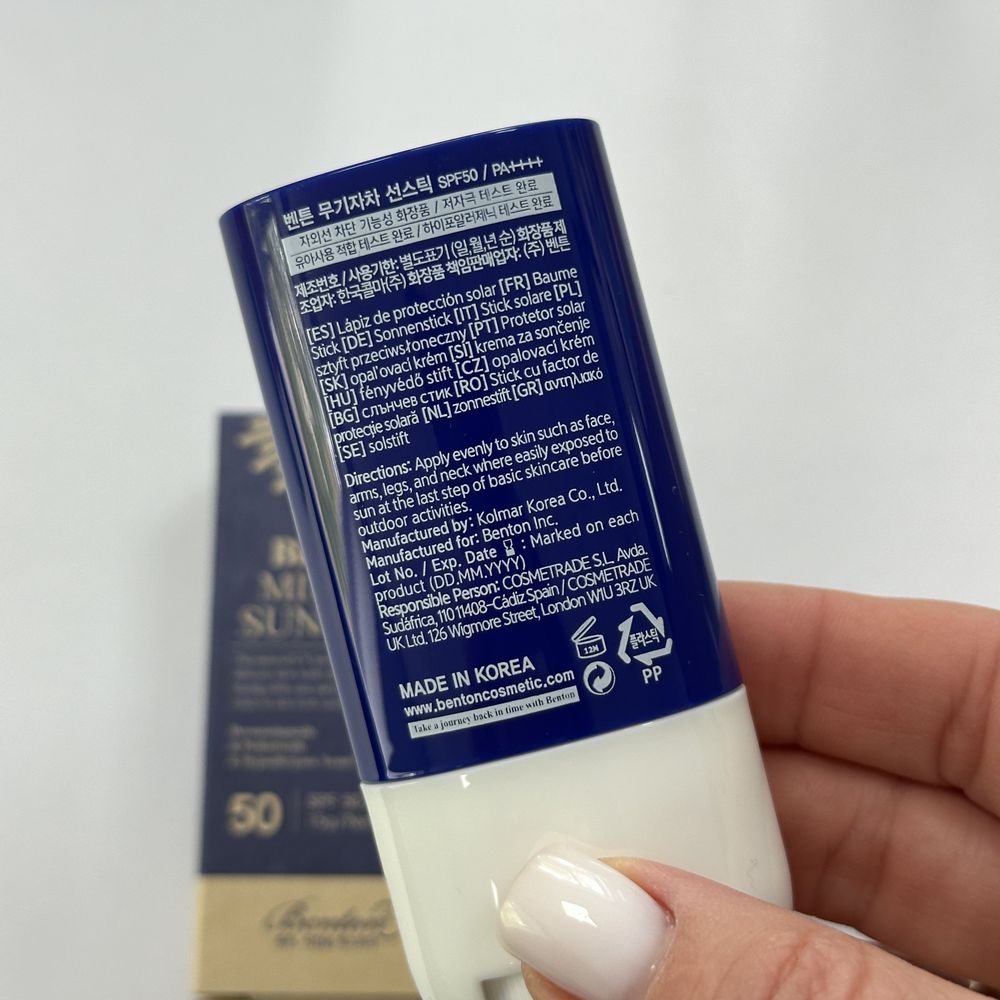 벤튼 무기자차 선스틱 SPF50 / PA++++
자외선 차단 기능성 화장품 / 저자극 테스트 완료
유아사용 적합 테스트 완료 / 하이포알러제닉 테스트 완료
제조번호 / 사용기한: 별도표기 (일,월,년 순) 화장품제
조업자: 한국콜마(주) 화장품 책임판매업자: (주) 벤튼
[ES] Lápiz de protección solar [FR] Baume
Stick [DE] Sonnenstick [IT] Stick solare [PL]
sztyft przeciwsłoneczny [PT] Protetor solar
[SK] opaľovací krém [SI] krema za sončenje
[HU] fényvédő stift [CZ] opalovací krém
[BG] слънчев стик [RO] Stick cu factor de
protecție solară [NL] zonnestift [GR] αντηλιακό
[SE] solstift
Directions: Apply evenly to skin such as face,
arms, legs, and neck where easily exposed to
sun at the last step of basic skincare before
outdoor activities.
Manufactured by: Kolmar Korea Co., Ltd.
Manufactured for: Benton Inc.
Lot No. / Exp. Date : Marked on each
product (DD.MM.YYYY)
Responsible Person: COSMETRADE S.L. Avda.
Sudáfrica, 110 11408-Cádiz Spain / COSMETRADE
UK Ltd. 126 Wigmore Street, London W1U 3RZ UK
12M
플라스틱
PP
MADE IN KOREA
www.bentoncosmetic.com
Take a journey back in time with Benton
50
Benton